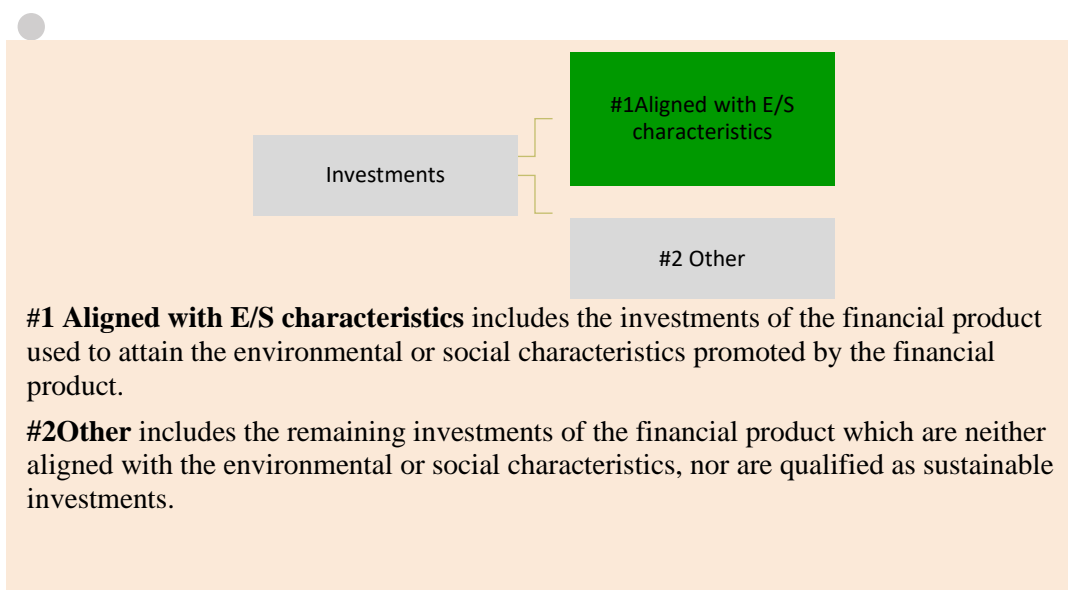 #1Aligned with E/S
characteristics
Investments
#2 Other
#1 Aligned with E/S characteristics includes the investments of the financial product
used to attain the environmental or social characteristics promoted by the financial
product.
#2Other includes the remaining investments of the financial product which are neither
aligned with the environmental or social characteristics, nor are qualified as sustainable
investments.